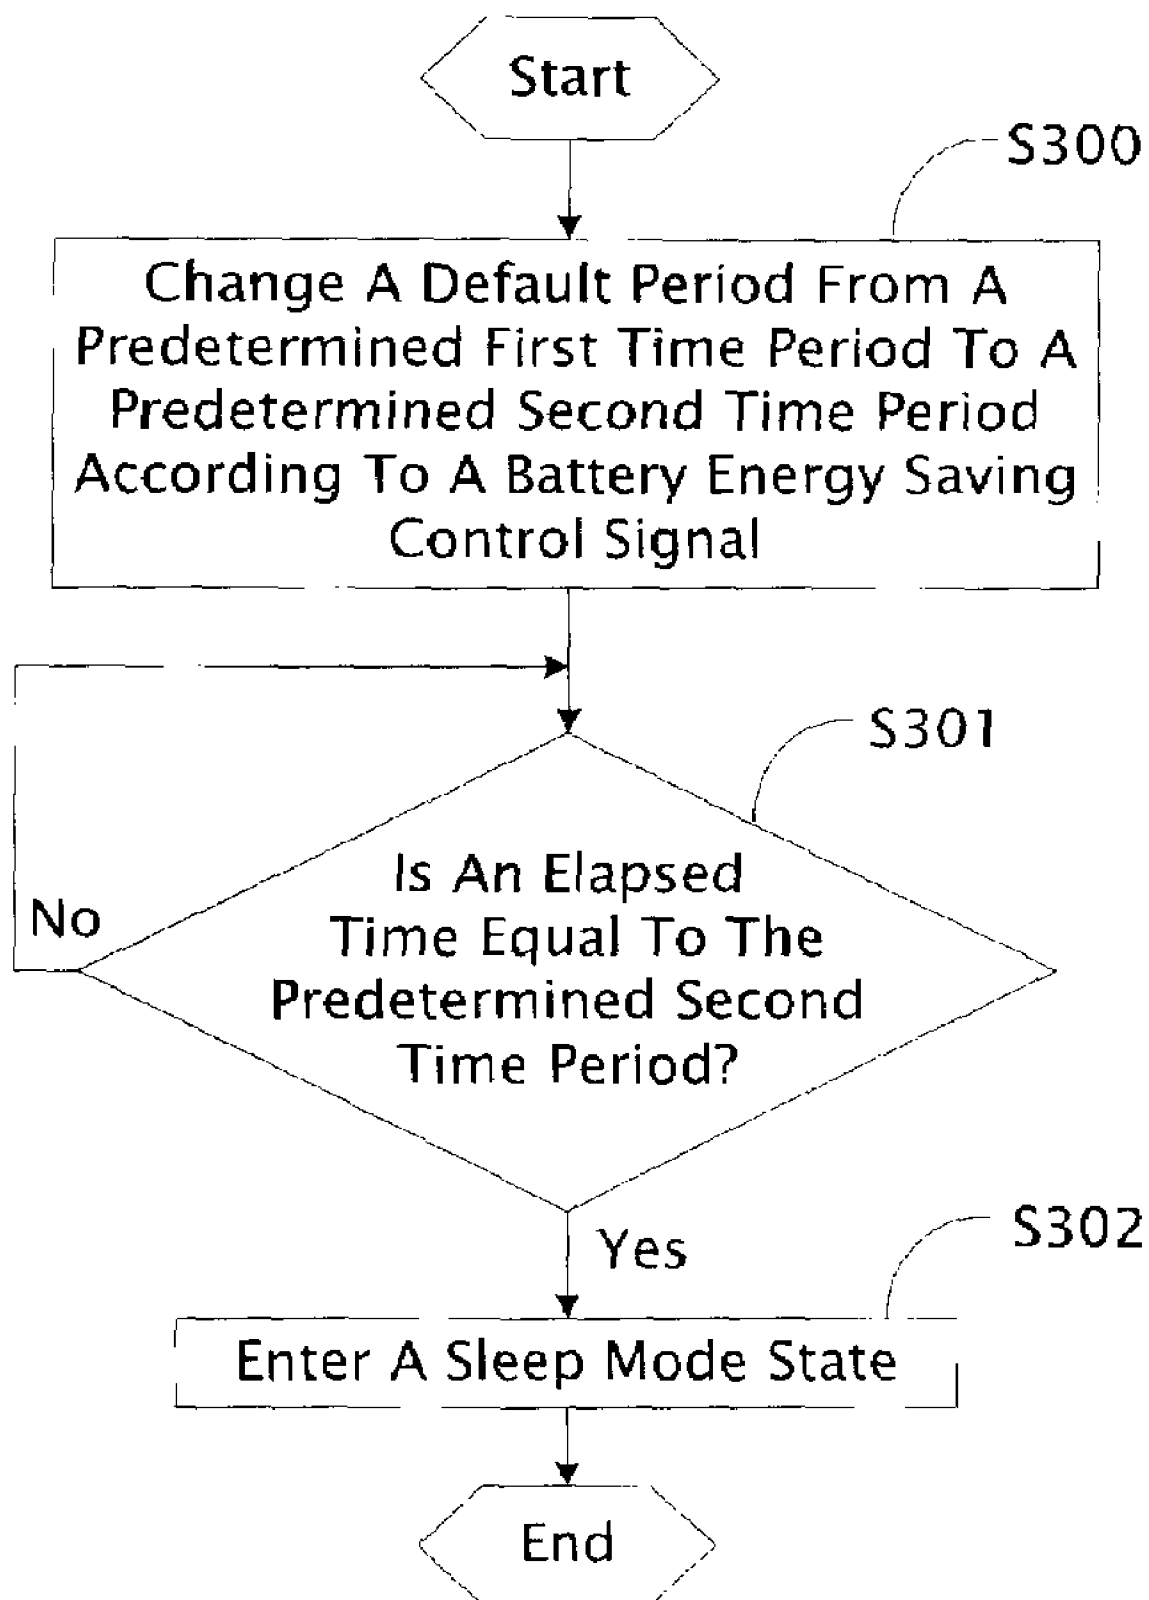 Start
S300
Change A Default Period From A
Predetermined First Time Period To A
Predetermined Second Time Period
According To A Battery Energy Saving
Control Signal
S301
Is An Elapsed
Time Equal To The
Predetermined Second
Time Period?
No
Yes
S302
Enter A Sleep Mode State
End